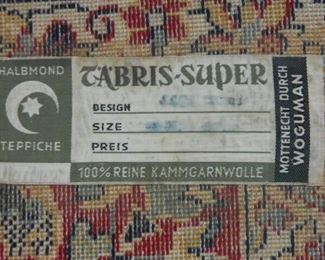 HALBMOND
TEPPICHE
TABRIS-SUPER
DESIGN
SIZE
PREIS
100% REINE KAMMGARNWOLLE
MOTTENECHT DURCH
WOGUMAN